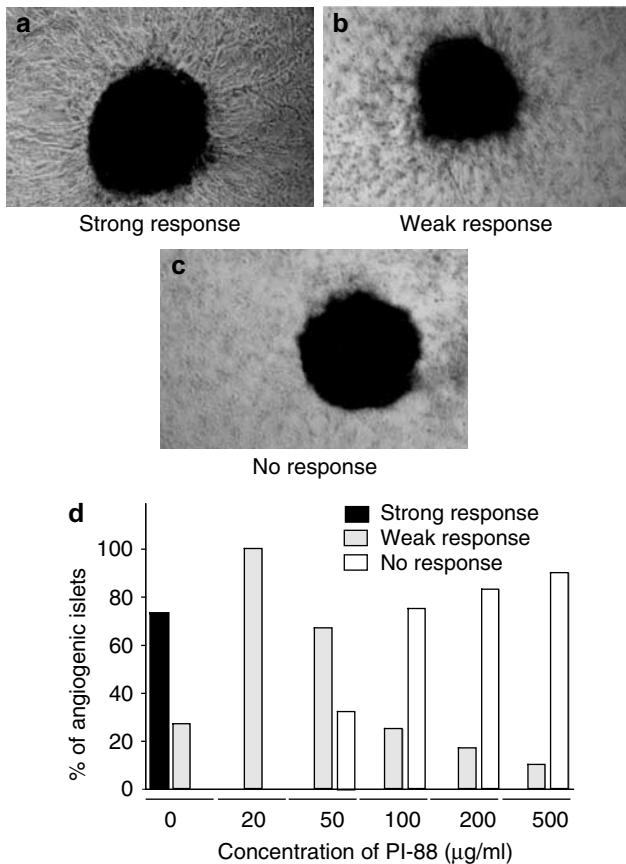 a
b
Strong response
Weak response
c
No response
d
Strong response
Weak response
No response
% of angiogenic islets
100
80
60
40
20
0
0 20 50 100 200 500
Concentration of PI-88 (μg/ml)